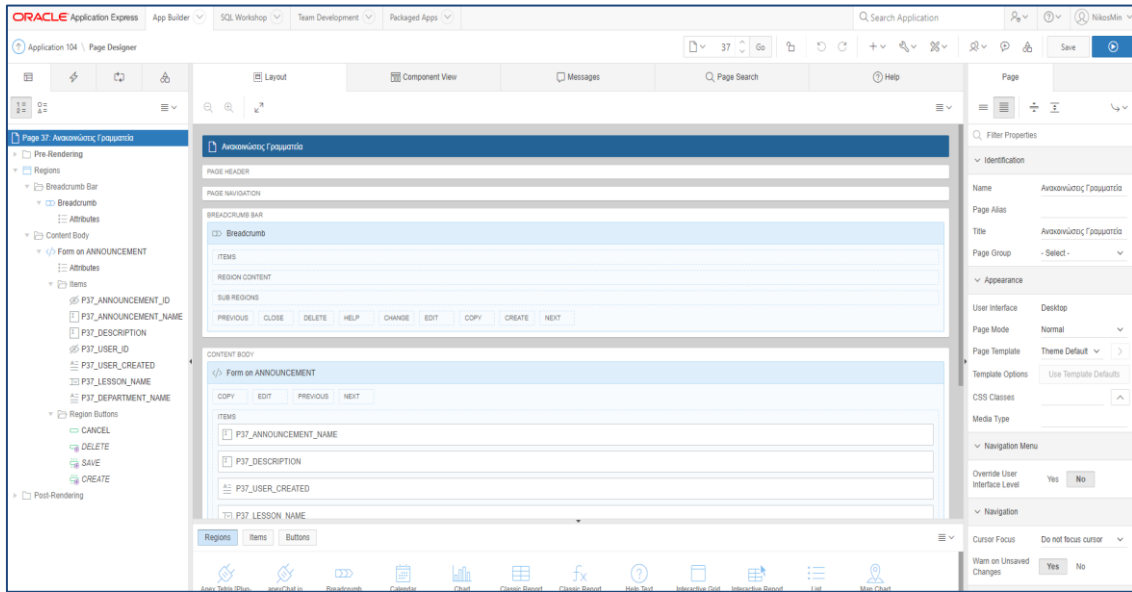 ORACLE Application Express App Builder SQL Workshop Team Development Packaged Apps Search Application NikosMin
Application 104 \ Page Designer 37 Go Save
Layout Component View Messages Page Search Help Page
Page 37: Ανακοινώσεις Γραμματεία
Pre-Rendering
Regions
Breadcrumb Bar
Breadcrumb
Attributes
Content Body
Form on ANNOUNCEMENT
Attributes
Items
P37_ANNOUNCEMENT_ID
P37_ANNOUNCEMENT_NAME
P37_DESCRIPTION
P37_USER_ID
P37_USER_CREATED
P37_LESSON_NAME
P37_DEPARTMENT_NAME
Region Buttons
CANCEL
DELETE
SAVE
CREATE
Post-Rendering
Ανακοινώσεις Γραμματεία
PAGE HEADER
PAGE NAVIGATION
BREADCRUMB BAR
Breadcrumb
ITEMS
REGION CONTENT
SUB REGIONS
PREVIOUS CLOSE DELETE HELP CHANGE EDIT COPY CREATE NEXT
CONTENT BODY
Form on ANNOUNCEMENT
COPY EDIT PREVIOUS NEXT
ITEMS
P37_ANNOUNCEMENT_NAME
P37_DESCRIPTION
P37_USER_CREATED
P37_LESSON_NAME
Regions Items Buttons
Breadcrumb Calendar Chart Classic Report Classic Report Help Text Interactive Grid Interactive Report List Map Chart
Filter Properties
Identification
Name Ανακοινώσεις Γραμματεία
Page Alias
Title Ανακοινώσεις Γραμματεία
Page Group - Select -
Appearance
User Interface Desktop
Page Mode Normal
Page Template Theme Default
Template Options Use Template Defaults
CSS Classes
Media Type
Navigation Menu
Override User
Interface Level Yes No
Navigation
Cursor Focus Do not focus cursor
Warn on Unsaved
Changes Yes No